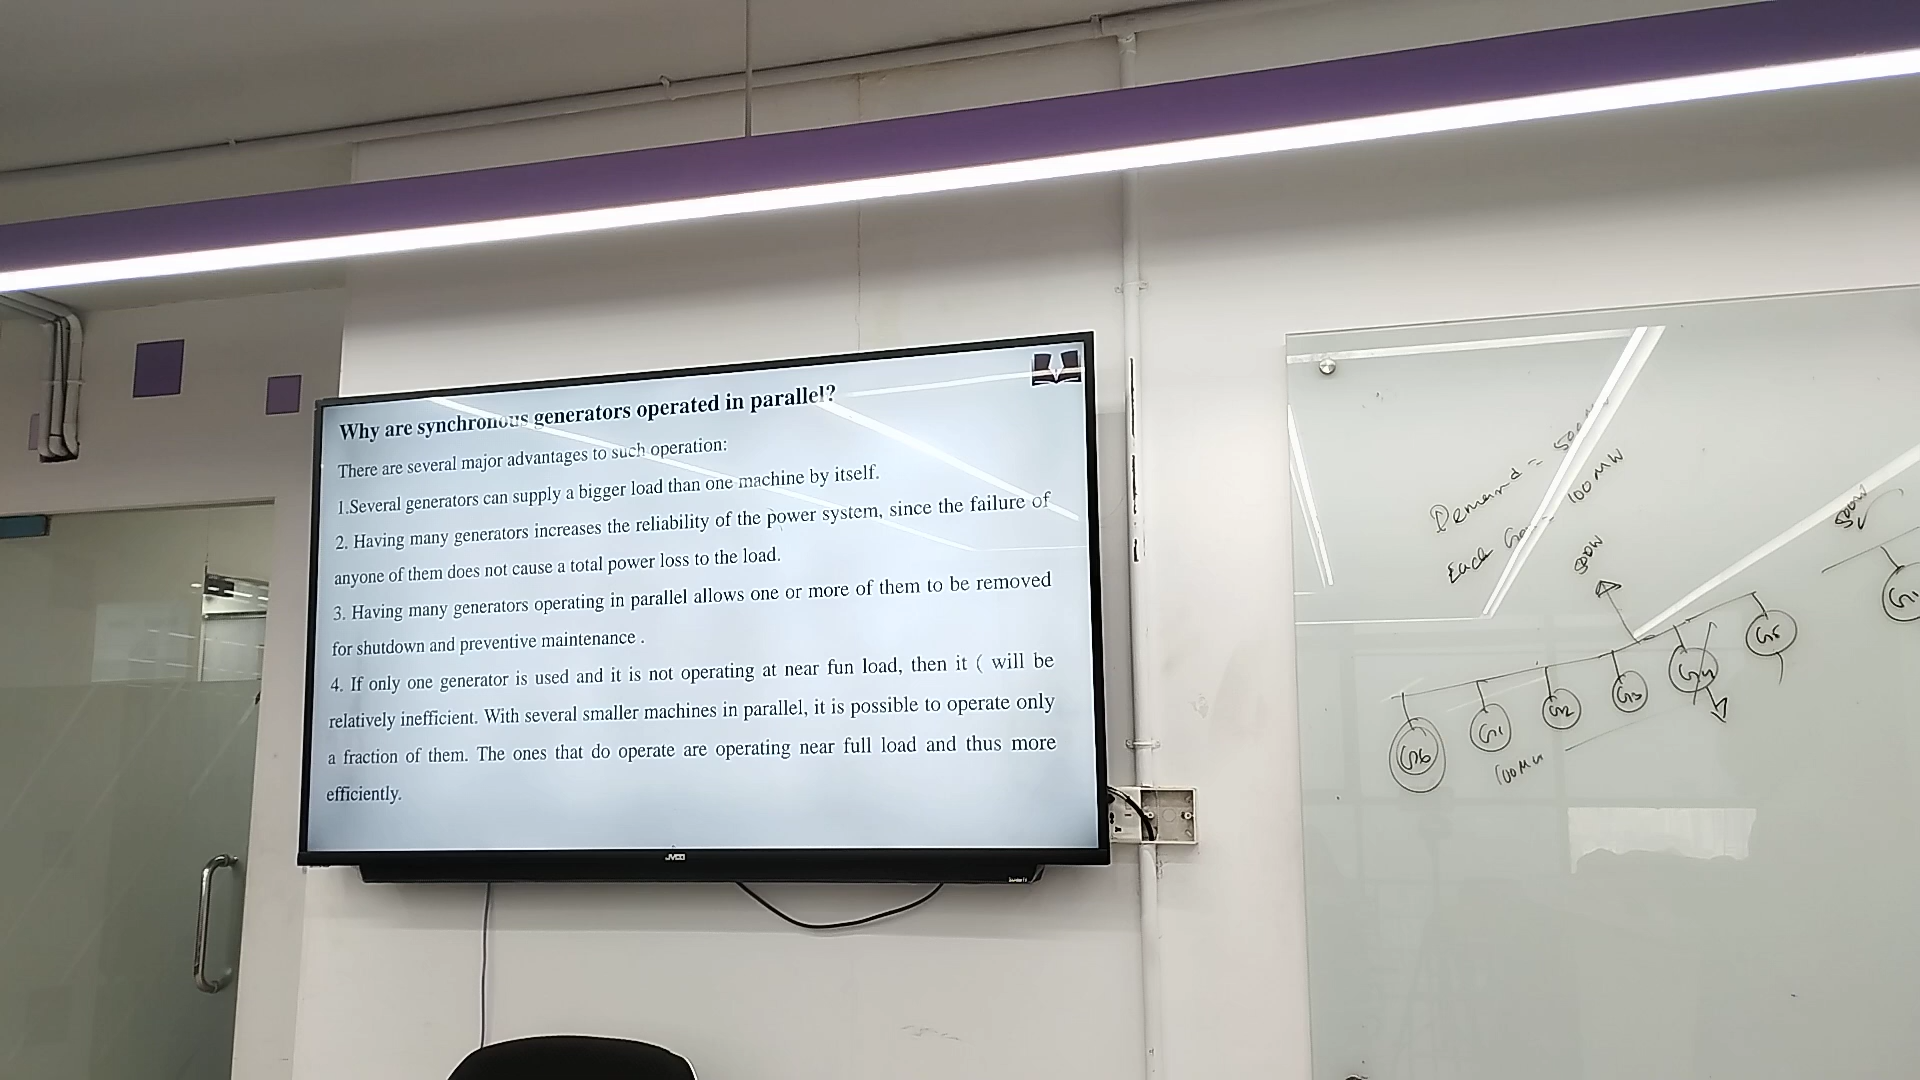 Why are synchronous generators operated in parallel?
There are several major advantages to such operation:
1.Several generators can supply a bigger load than one machine by itself.
2. Having many generators increases the reliability of the power system, since the failure of
anyone of them does not cause a total power loss to the load.
3. Having many generators operating in parallel allows one or more of them to be removed
for shutdown and preventive maintenance .
4. If only one generator is used and it is not operating at near fun load, then it ( will be
relatively inefficient. With several smaller machines in parallel, it is possible to operate only
a fraction of them. The ones that do operate are operating near full load and thus more
efficiently.
JVCO
Demand =
Each 100 MW
G6 G1 G2 G3 G4 G5
100 MW
G1